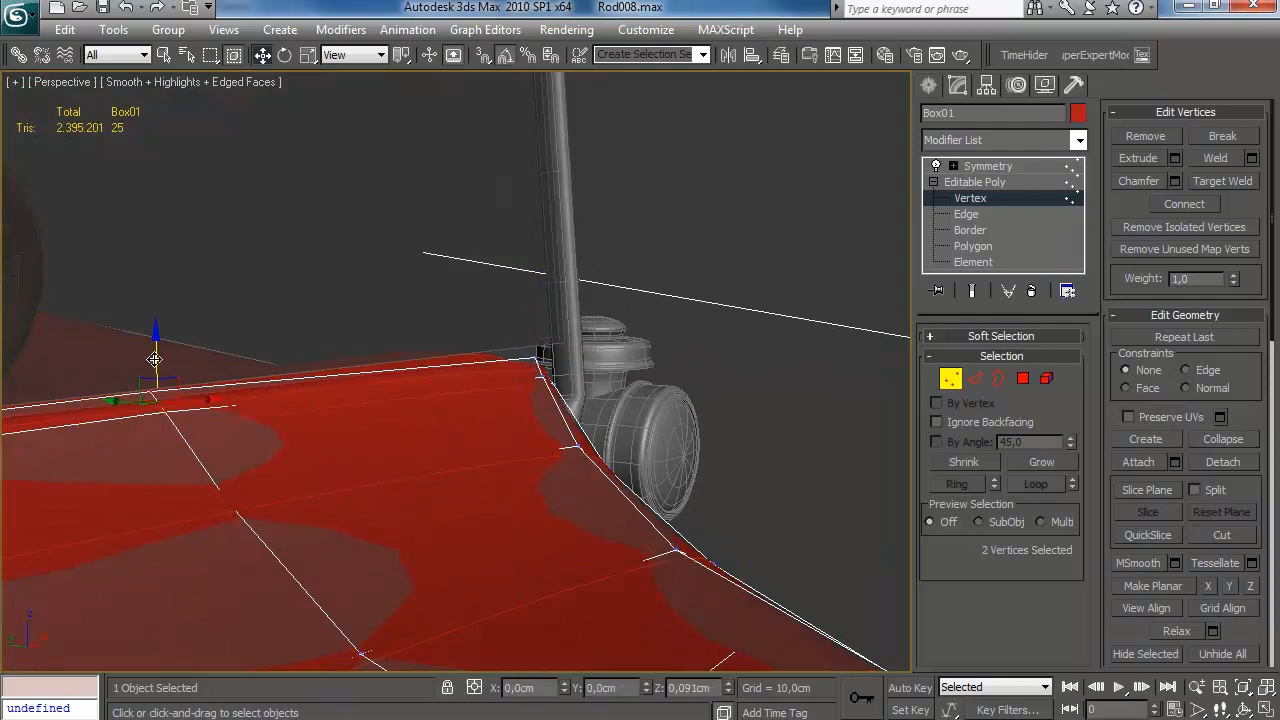 Autodesk 3ds Max 2010 SP1 x64 Rod008.max
Type a keyword or phrase
Edit Tools Group Views Create Modifiers Animation Graph Editors Rendering Customize MAXScript Help
All
View
Create Selection Se
TimeHider
uperExpertMod
Tex
[ + ] [ Perspective ] [ Smooth + Highlights + Edged Faces ]
Total Box01
Tris: 2.395.201 25
Box01
Modifier List
Symmetry
Editable Poly
Vertex
Edge
Border
Polygon
Element
Soft Selection
Selection
By Vertex
Ignore Backfacing
By Angle: 45,0
Shrink Grow
Ring Loop
Preview Selection
Off SubObj Multi
2 Vertices Selected
Edit Vertices
Remove Break
Extrude Weld
Chamfer Target Weld
Connect
Remove Isolated Vertices
Remove Unused Map Verts
Weight: 1,0
Edit Geometry
Repeat Last
Constraints
None Edge
Face Normal
Preserve UVs
Create Collapse
Attach Detach
Slice Plane Split
Slice Reset Plane
QuickSlice Cut
MSmooth Tessellate
Make Planar X Y Z
View Align Grid Align
Relax
Hide Selected Unhide All
z
1 Object Selected X: 0,0cm Y: 0,0cm Z: 0,091cm Grid = 10,0cm Auto Key Selected
undefined Click or click-and-drag to select objects Add Time Tag Set Key Key Filters... 0